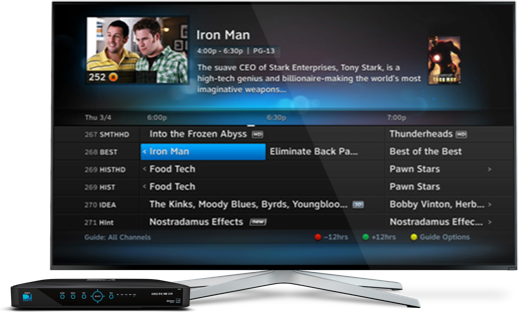 Iron Man
4:00p - 6:30p | PG-13
The suave CEO of Stark Enterprises, Tony Stark, is a
high-tech genius and billionaire-making the world's most
imaginative weapons...
252
IRON MAN
Thu 3/4 6:00p 6:30p 7:00p
267 SMTHHD Into the Frozen Abyss HD Thunderheads HD
268 BEST < Iron Man Eliminate Back Pa... Best of the Best
269 HISTHD < Food Tech Pawn Stars >
269 HIST < Food Tech Pawn Stars
270 IDEA The Kinks, Moody Blues, Byrds, Youngbloo... Bobby Vinton, Herb... >
271 HInt Nostradamus Effects new Nostradamus Effec... >
Guide: All Channels -12hrs +12hrs Guide Options